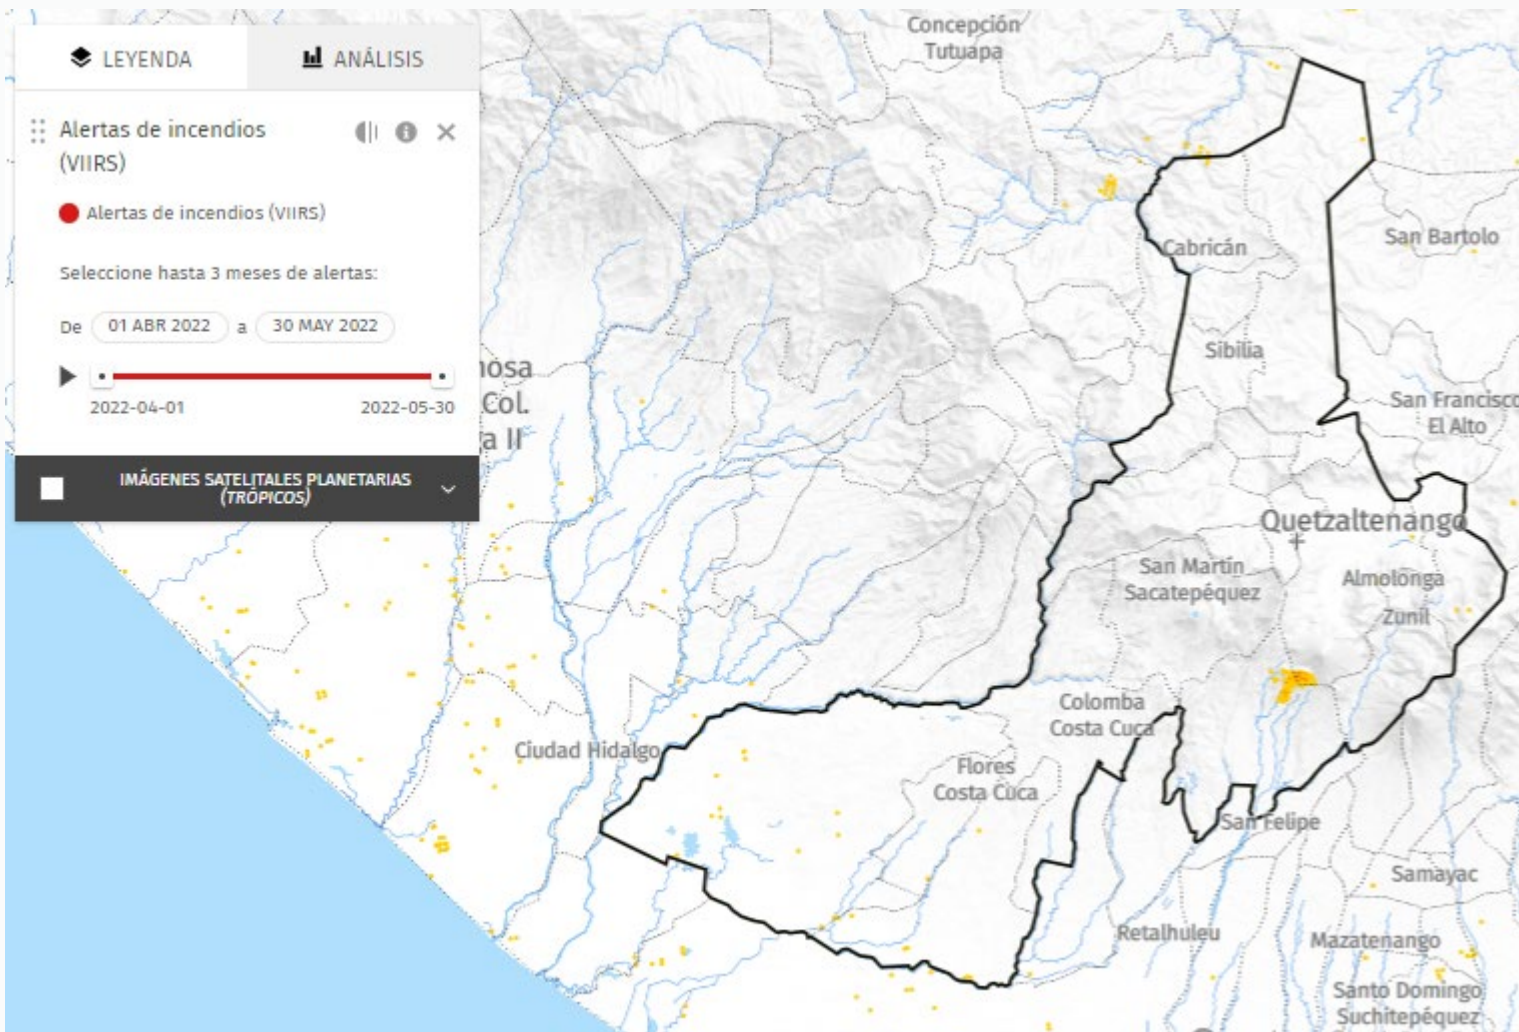 LEYENDA
ANÁLISIS
Alertas de incendios
(VIIRS)
Alertas de incendios (VIIRS)
Seleccione hasta 3 meses de alertas:
De 01 ABR 2022 a 30 MAY 2022
2022-04-01
2022-05-30
IMÁGENES SATELITALES PLANETARIAS
(TRÓPICOS)
Concepción
Tutuapa
Cabricán
San Bartolo
Sibilia
San Francisco
El Alto
Col.
II
Quetzaltenango
San Martín
Sacatepéquez
Almolonga
Zunil
Colomba
Costa Cuca
Ciudad Hidalgo
Flores
Costa Cuca
San Felipe
Samayac
Retalhuleu
Mazatenango
Santo Domingo
Suchitepéquez